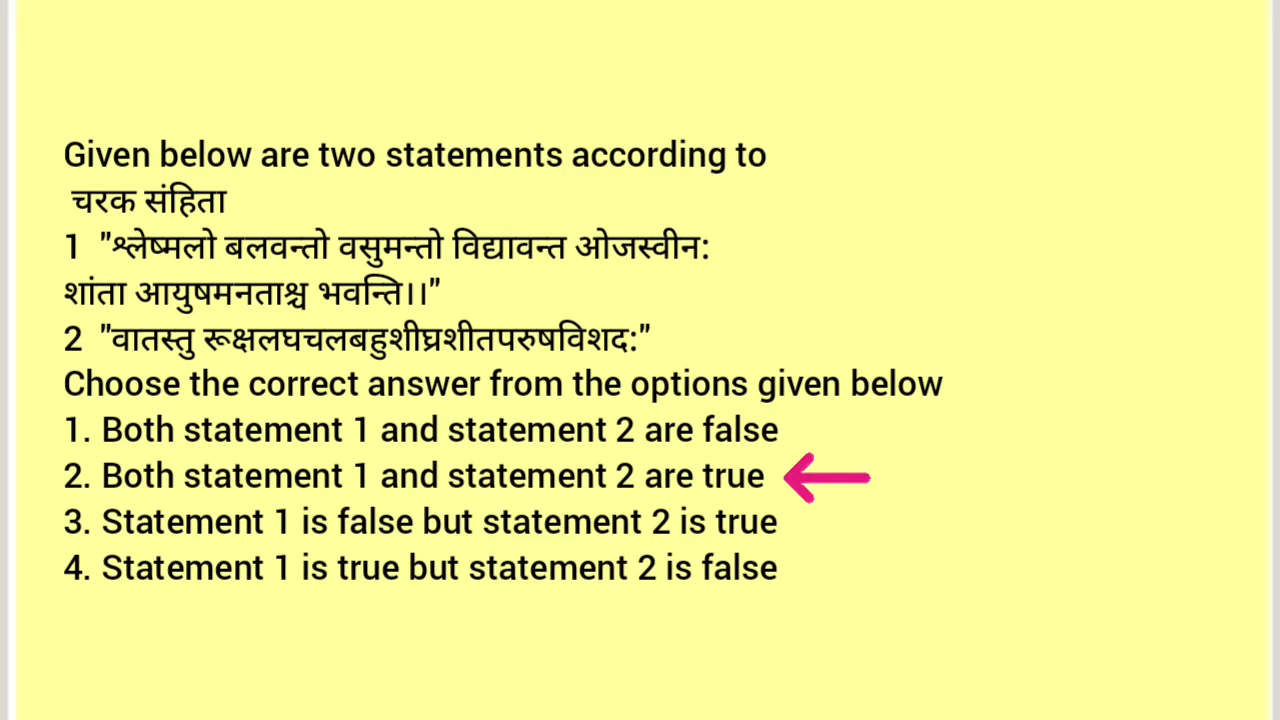 Given below are two statements according to
चरक संहिता
1 "श्लेष्मलो बलवन्तो वसुमन्तो विद्यावन्त ओजस्वीन:
शांता आयुषमनताश्च भवन्ति।।"
2 "वातस्तु रूक्षलघचलबहुशीघ्रशीतपरुषविशद:"
Choose the correct answer from the options given below
1. Both statement 1 and statement 2 are false
2. Both statement 1 and statement 2 are true
3. Statement 1 is false but statement 2 is true
4. Statement 1 is true but statement 2 is false